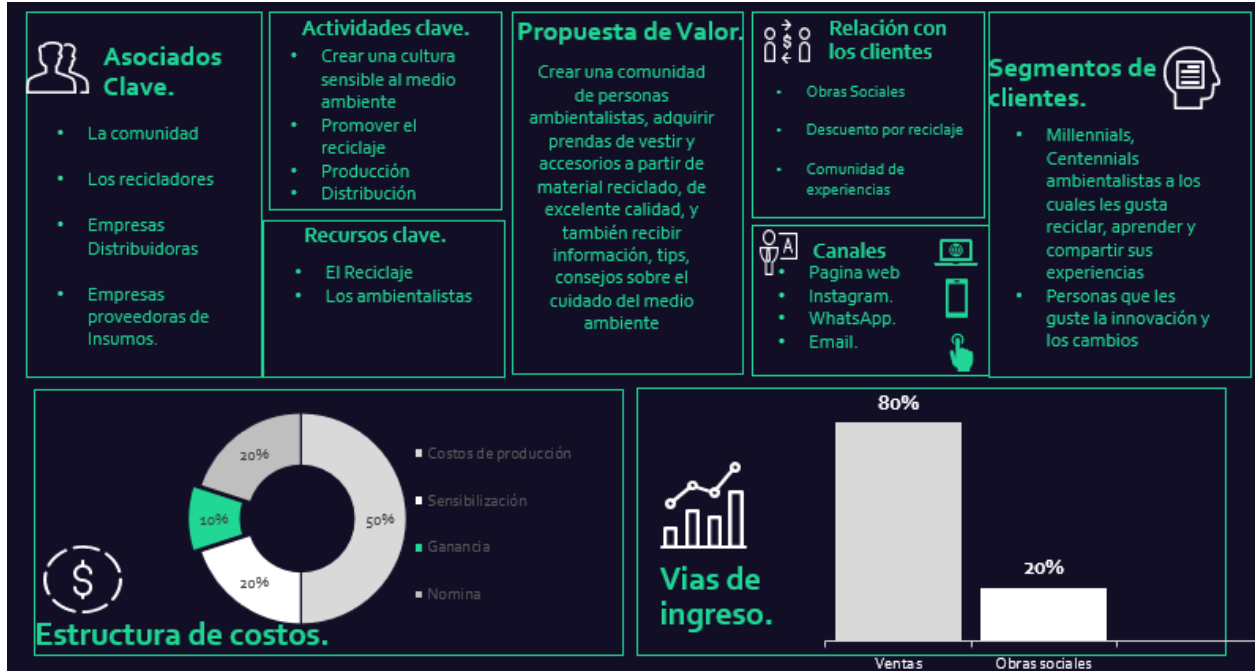 Asociados
Clave.
• La comunidad
• Los recicladores
• Empresas
Distribuidoras
• Empresas
proveedoras de
Insumos.
Actividades clave.
• Crear una cultura
sensible al medio
ambiente
• Promover el
reciclaje
• Producción
• Distribución
Recursos clave.
• El Reciclaje
• Los ambientalistas
Propuesta de Valor.
Crear una comunidad
de personas
ambientalistas, adquirir
prendas de vestir y
accesorios a partir de
material reciclado, de
excelente calidad, y
también recibir
información, tips,
consejos sobre el
cuidado del medio
ambiente
$
Relación con
los clientes
• Obras Sociales
• Descuento por reciclaje
• Comunidad de
experiencias
A
Canales
• Pagina web
• Instagram.
• WhatsApp.
• Email.
Segmentos de
clientes.
• Millennials,
Centennials
ambientalistas a los
cuales les gusta
reciclar, aprender y
compartir sus
experiencias
• Personas que les
guste la innovación y
los cambios
20%
10%
20%
50%
Costos de producción
Sensibilización
Ganancia
Nomina
$
Estructura de costos.
Vias de
ingreso.
80%
20%
Ventas
Obras sociales